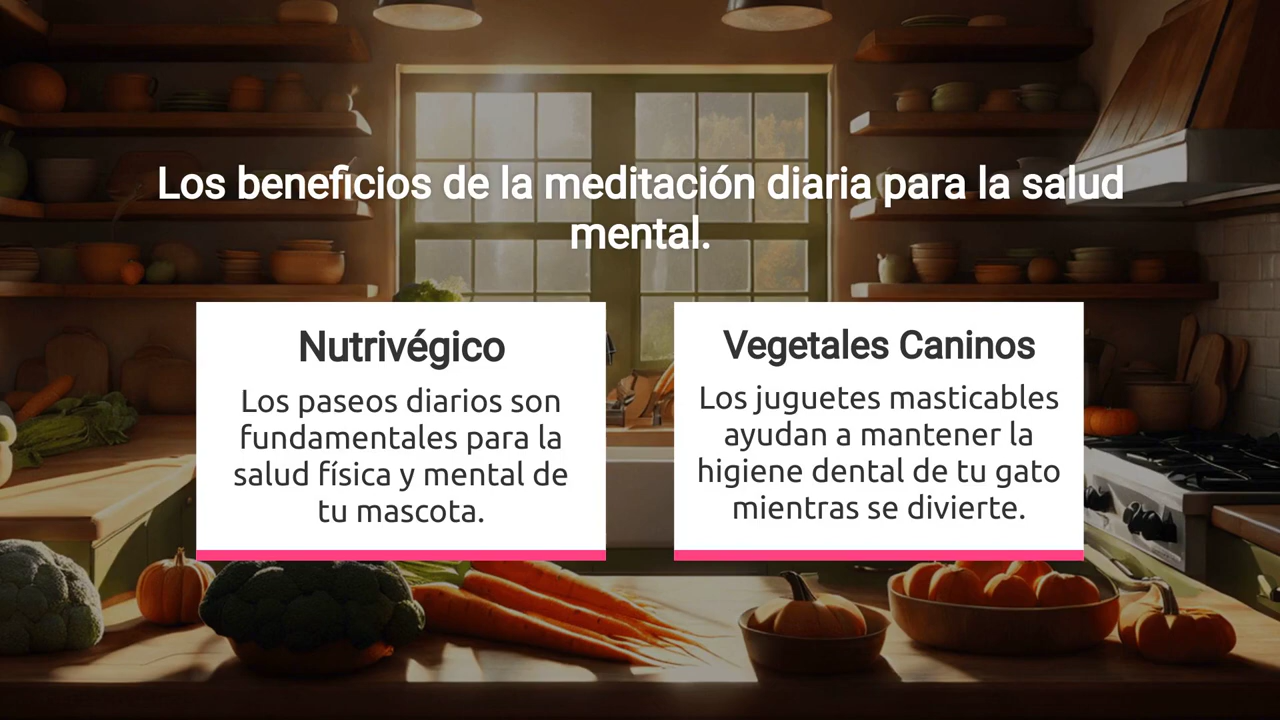 Los beneficios de la meditación diaria para la salud
mental.
Nutrivégico
Los paseos diarios son
fundamentales para la
salud física y mental de
tu mascota.
Vegetales Caninos
Los juguetes masticables
ayudan a mantener la
higiene dental de tu gato
mientras se divierte.